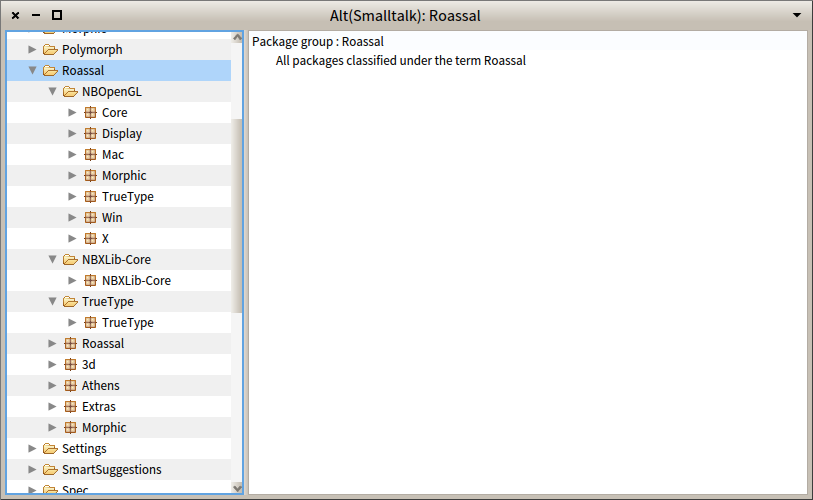 Alt(Smalltalk): Roassal
Morphic
Polymorph
Roassal
NBOpenGL
Core
Display
Mac
Morphic
TrueType
Win
X
NBXLib-Core
NBXLib-Core
TrueType
TrueType
Roassal
3d
Athens
Extras
Morphic
Settings
SmartSuggestions
Spec
Package group : Roassal
All packages classified under the term Roassal